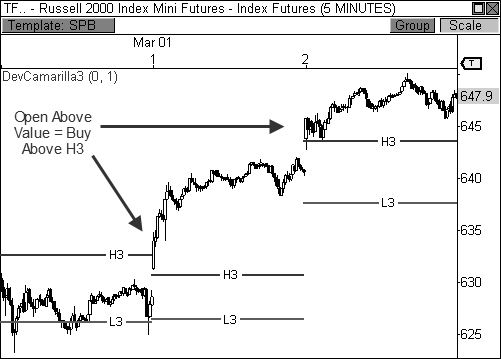 TF.. - Russell 2000 Index Mini Futures - Index Futures (5 MINUTES)
Template: SPB
Group
Scale
Mar 01
1
2
T
DevCamarilla3 (0, 1)
Open Above
Value = Buy
Above H3
647.9
645
H3
640
L3
635
H3
H3
630
L3
L3
625